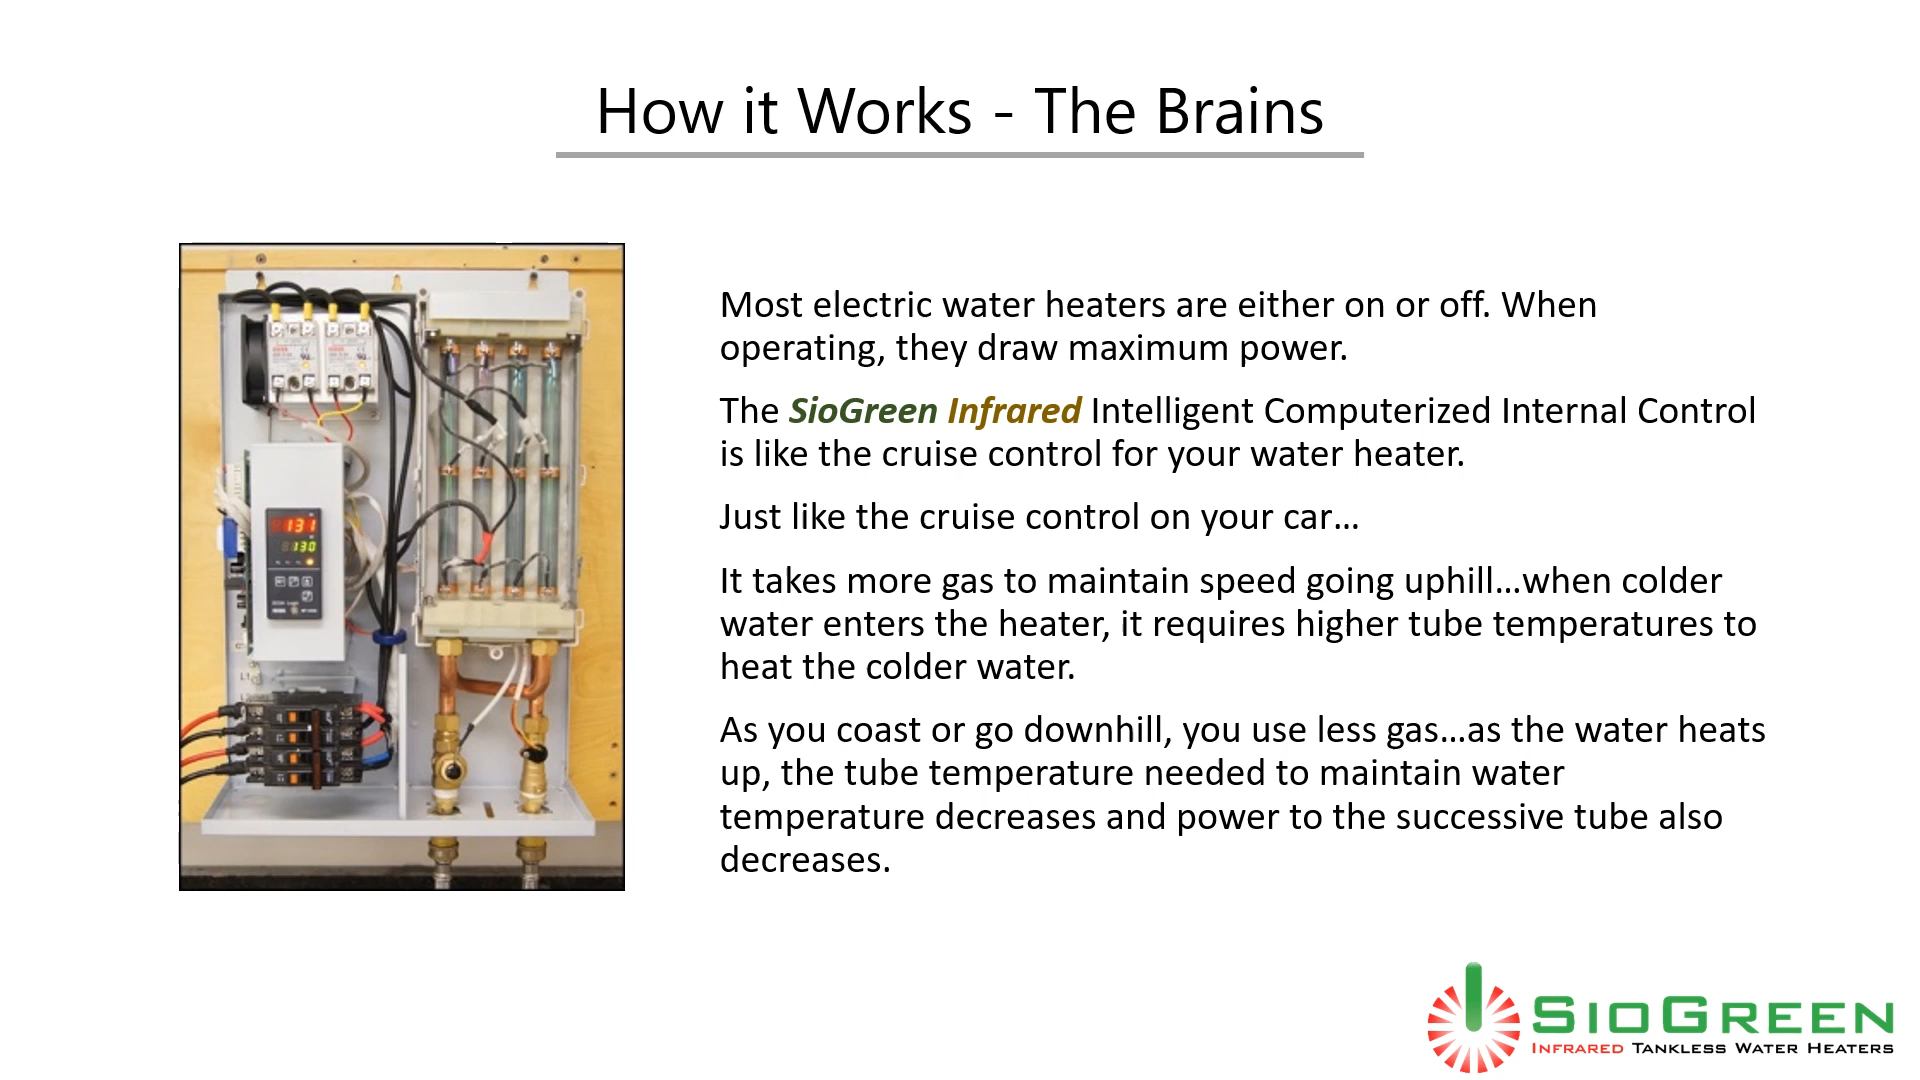 How it Works - The Brains
131
130
Most electric water heaters are either on or off. When
operating, they draw maximum power.
The SioGreen Infrared Intelligent Computerized Internal Control
is like the cruise control for your water heater.
Just like the cruise control on your car…
It takes more gas to maintain speed going uphill…when colder
water enters the heater, it requires higher tube temperatures to
heat the colder water.
As you coast or go downhill, you use less gas…as the water heats
up, the tube temperature needed to maintain water
temperature decreases and power to the successive tube also
decreases.
SIOGREEN
INFRARED TANKLESS WATER HEATERS